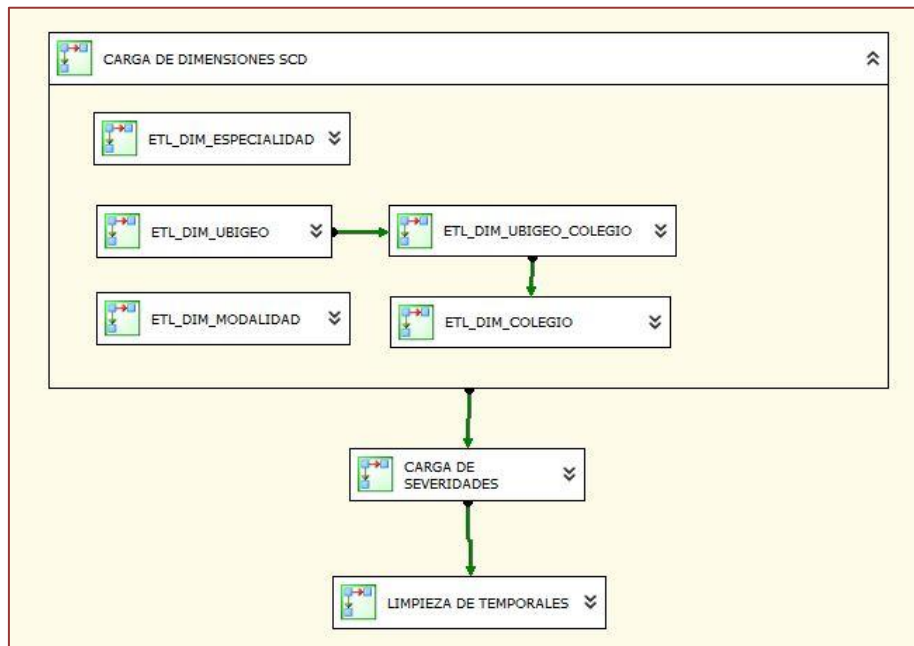 CARGA DE DIMENSIONES SCD
ETL_DIM_ESPECIALIDAD
ETL_DIM_UBIGEO
ETL_DIM_UBIGEO_COLEGIO
ETL_DIM_MODALIDAD
ETL_DIM_COLEGIO
CARGA DE
SEVERIDADES
LIMPIEZA DE TEMPORALES